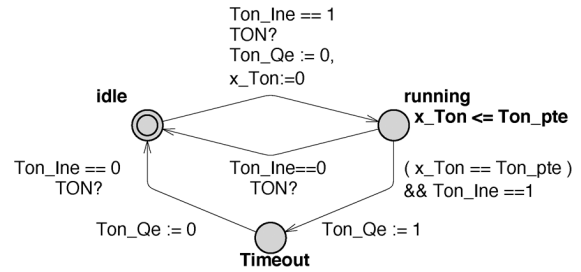 Ton_Ine == 1
TON?
Ton_Qe := 0,
x_Ton:=0
idle
running
x_Ton <= Ton_pte
Ton_Ine == 0
TON?
Ton_Ine==0
TON?
( x_Ton == Ton_pte )
&& Ton_Ine ==1
Ton_Qe := 0
Ton_Qe := 1
Timeout